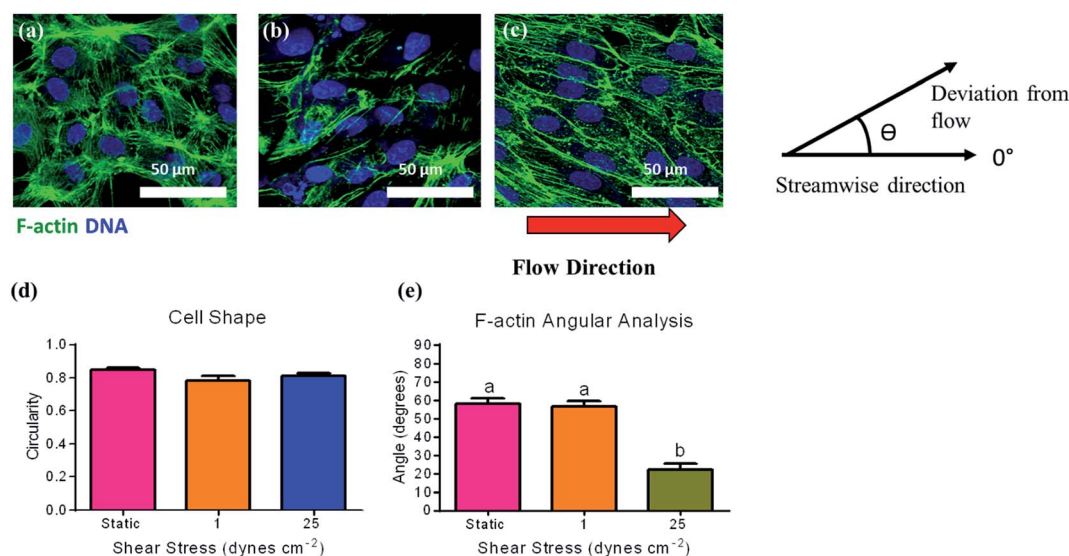 (a)
(b)
(c)
50 μm
50 μm
50 μm
F-actin DNA
Flow Direction
Deviation from
flow
Θ
0°
Streamwise direction
(d)
Cell Shape
Circularity
1.0
0.8
0.6
0.4
0.2
0.0
Static
1
25
Shear Stress (dynes cm⁻²)
(e)
F-actin Angular Analysis
Angle (degrees)
90
80
70
60
50
40
30
20
10
0
a
a
b
Static
1
25
Shear Stress (dynes cm⁻²)